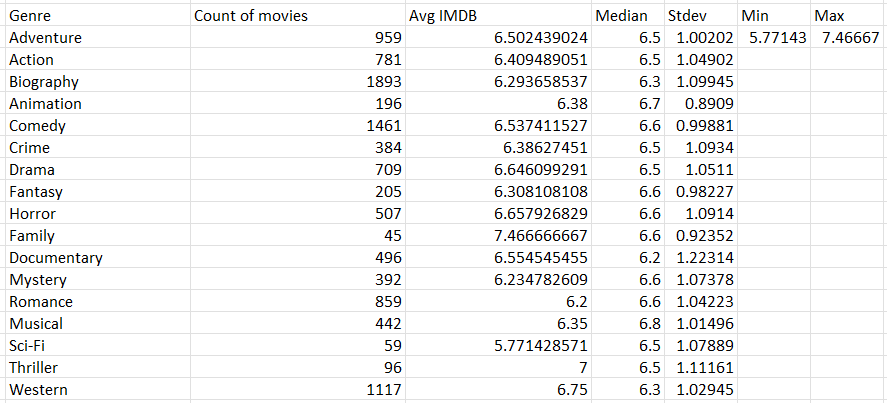 Genre Count of movies Avg IMDB Median Stdev Min Max
Adventure 959 6.502439024 6.5 1.00202 5.77143 7.46667
Action 781 6.409489051 6.5 1.04902
Biography 1893 6.293658537 6.3 1.09945
Animation 196 6.38 6.7 0.8909
Comedy 1461 6.537411527 6.6 0.99881
Crime 384 6.38627451 6.5 1.0934
Drama 709 6.646099291 6.5 1.0511
Fantasy 205 6.308108108 6.6 0.98227
Horror 507 6.657926829 6.6 1.0914
Family 45 7.466666667 6.6 0.92352
Documentary 496 6.554545455 6.2 1.22314
Mystery 392 6.234782609 6.6 1.07378
Romance 859 6.2 6.6 1.04223
Musical 442 6.35 6.8 1.01496
Sci-Fi 59 5.771428571 6.5 1.07889
Thriller 96 7 6.5 1.11161
Western 1117 6.75 6.3 1.02945